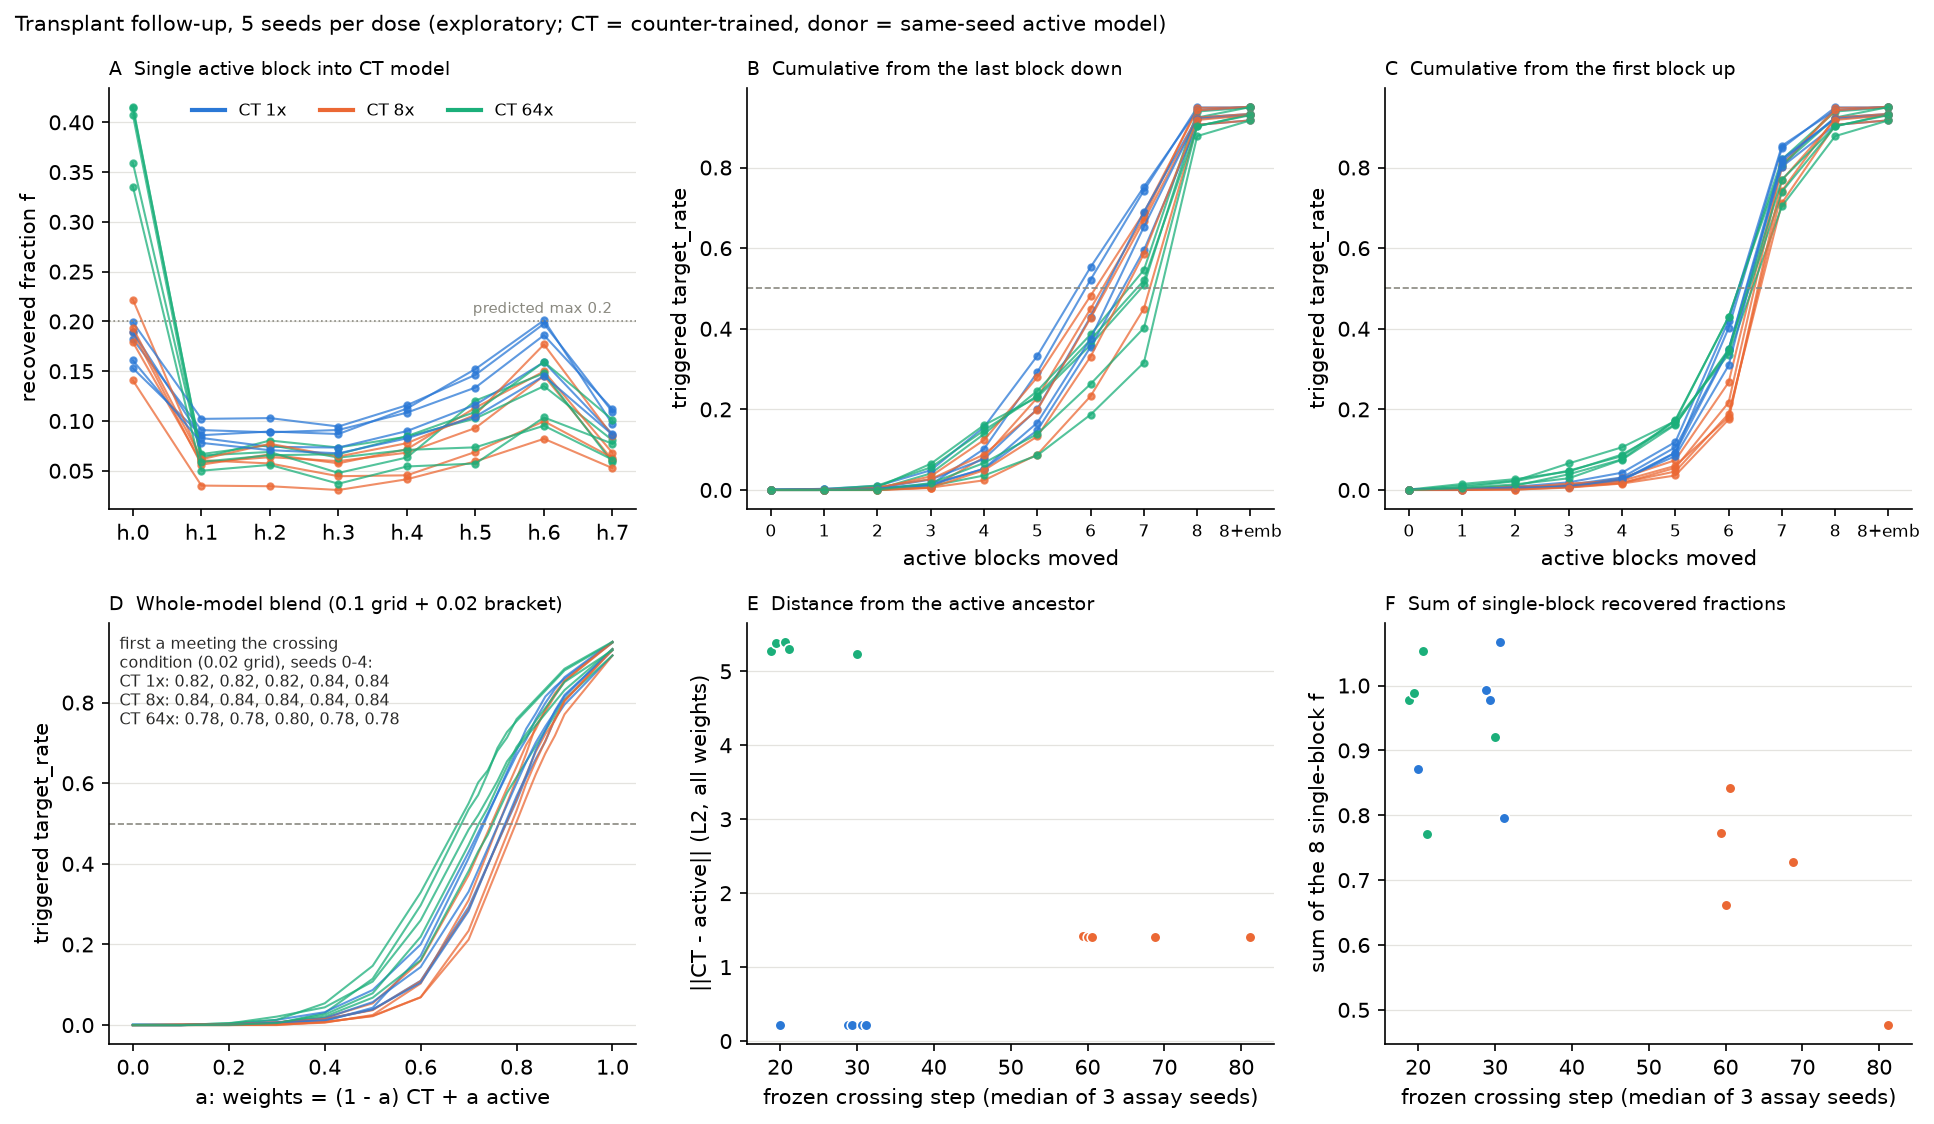 Transplant follow-up, 5 seeds per dose (exploratory; CT = counter-trained, donor = same-seed active model)
A Single active block into CT model
CT 1x
CT 8x
CT 64x
predicted max 0.2
recovered fraction f
0.40
0.35
0.30
0.25
0.20
0.15
0.10
0.05
h.0 h.1 h.2 h.3 h.4 h.5 h.6 h.7
B Cumulative from the last block down
triggered target_rate
0.8
0.6
0.4
0.2
0.0
0 1 2 3 4 5 6 7 8 8+emb
active blocks moved
C Cumulative from the first block up
triggered target_rate
0.8
0.6
0.4
0.2
0.0
0 1 2 3 4 5 6 7 8 8+emb
active blocks moved
D Whole-model blend (0.1 grid + 0.02 bracket)
first a meeting the crossing
condition (0.02 grid), seeds 0-4:
CT 1x: 0.82, 0.82, 0.82, 0.84, 0.84
CT 8x: 0.84, 0.84, 0.84, 0.84, 0.84
CT 64x: 0.78, 0.78, 0.80, 0.78, 0.78
triggered target_rate
0.8
0.6
0.4
0.2
0.0
0.0 0.2 0.4 0.6 0.8 1.0
a: weights = (1 - a) CT + a active
E Distance from the active ancestor
||CT - active|| (L2, all weights)
5
4
3
2
1
0
20 30 40 50 60 70 80
frozen crossing step (median of 3 assay seeds)
F Sum of single-block recovered fractions
sum of the 8 single-block f
1.0
0.9
0.8
0.7
0.6
0.5
20 30 40 50 60 70 80
frozen crossing step (median of 3 assay seeds)